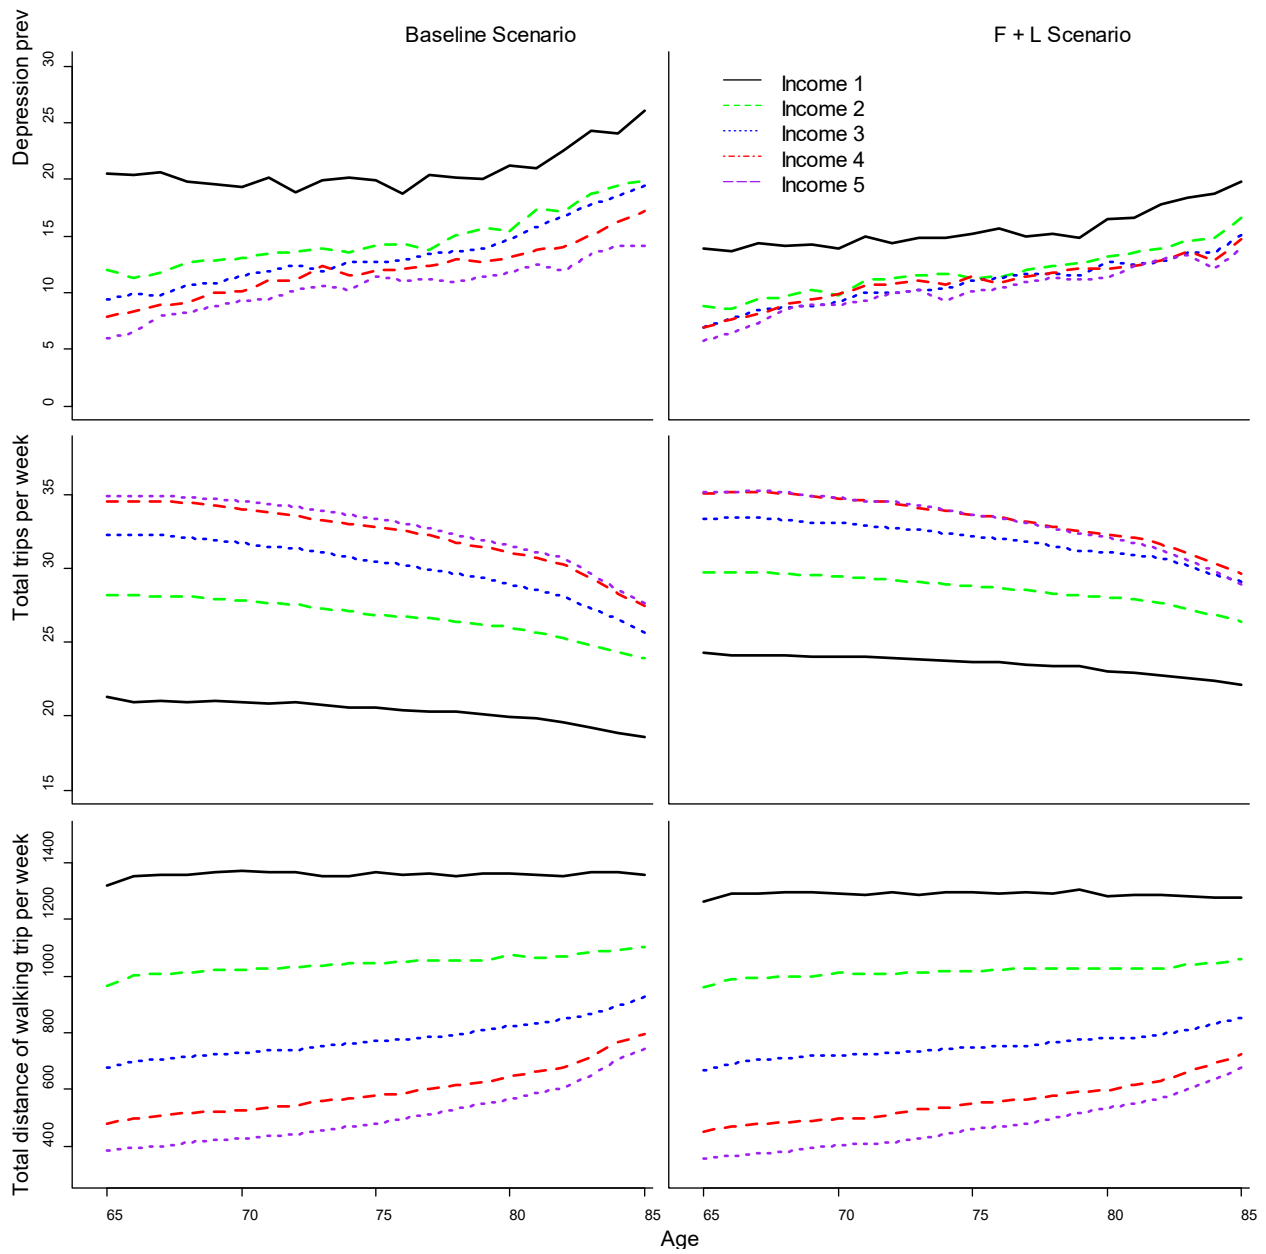 Baseline Scenario
F + L Scenario
Depression prev
30
25
20
15
10
5
0
Income 1
Income 2
Income 3
Income 4
Income 5
Total trips per week
35
30
25
20
15
Total distance of walking trip per week
1400
1200
1000
800
600
400
65 70 75 80 85
65 70 75 80 85
Age